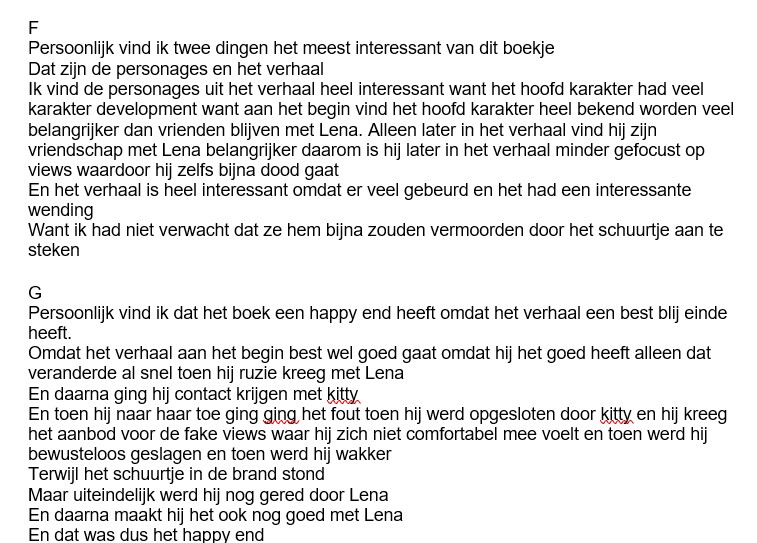 F
Persoonlijk vind ik twee dingen het meest interessant van dit boekje
Dat zijn de personages en het verhaal
Ik vind de personages uit het verhaal heel interessant want het hoofd karakter had veel
karakter development want aan het begin vind het hoofd karakter heel bekend worden veel
belangrijker dan vrienden blijven met Lena. Alleen later in het verhaal vind hij zijn
vriendschap met Lena belangrijker daarom is hij later in het verhaal minder gefocust op
views waardoor hij zelfs bijna dood gaat
En het verhaal is heel interessant omdat er veel gebeurd en het had een interessante
wending
Want ik had niet verwacht dat ze hem bijna zouden vermoorden door het schuurtje aan te
steken

G
Persoonlijk vind ik dat het boek een happy end heeft omdat het verhaal een best blij einde
heeft.
Omdat het verhaal aan het begin best wel goed gaat omdat hij het goed heeft alleen dat
veranderde al snel toen hij ruzie kreeg met Lena
En daarna ging hij contact krijgen met kitty
En toen hij naar haar toe ging ging het fout toen hij werd opgesloten door kitty en hij kreeg
het aanbod voor de fake views waar hij zich niet comfortabel mee voelt en toen werd hij
bewusteloos geslagen en toen werd hij wakker
Terwijl het schuurtje in de brand stond
Maar uiteindelijk werd hij nog gered door Lena
En daarna maakt hij het ook nog goed met Lena
En dat was dus het happy end